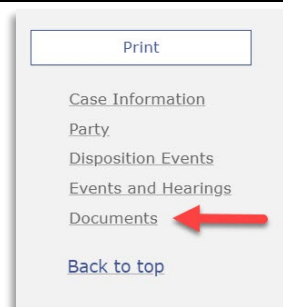 Print
Case Information
Party
Disposition Events
Events and Hearings
Documents
Back to top